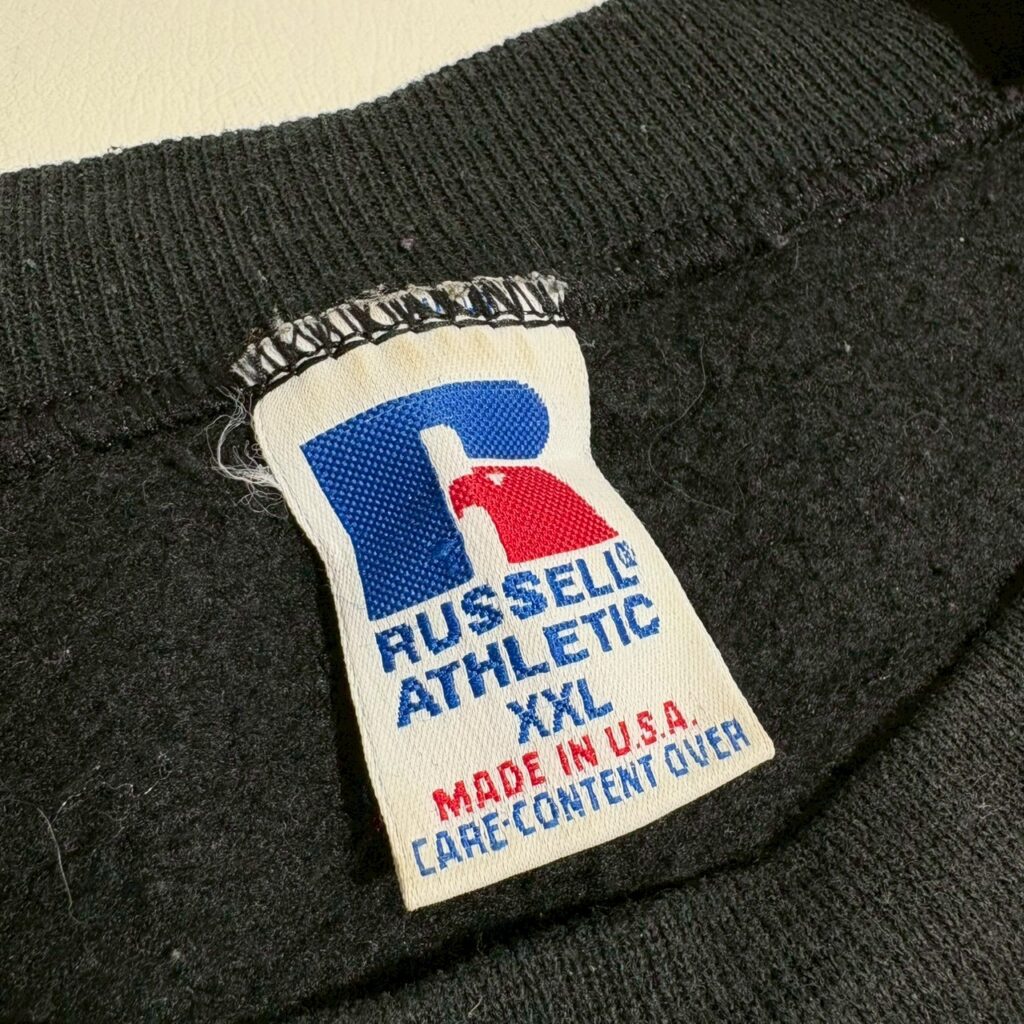 R
RUSSELL®
ATHLETIC
XXL
MADE IN U.S.A.
CARE-CONTENT OVER